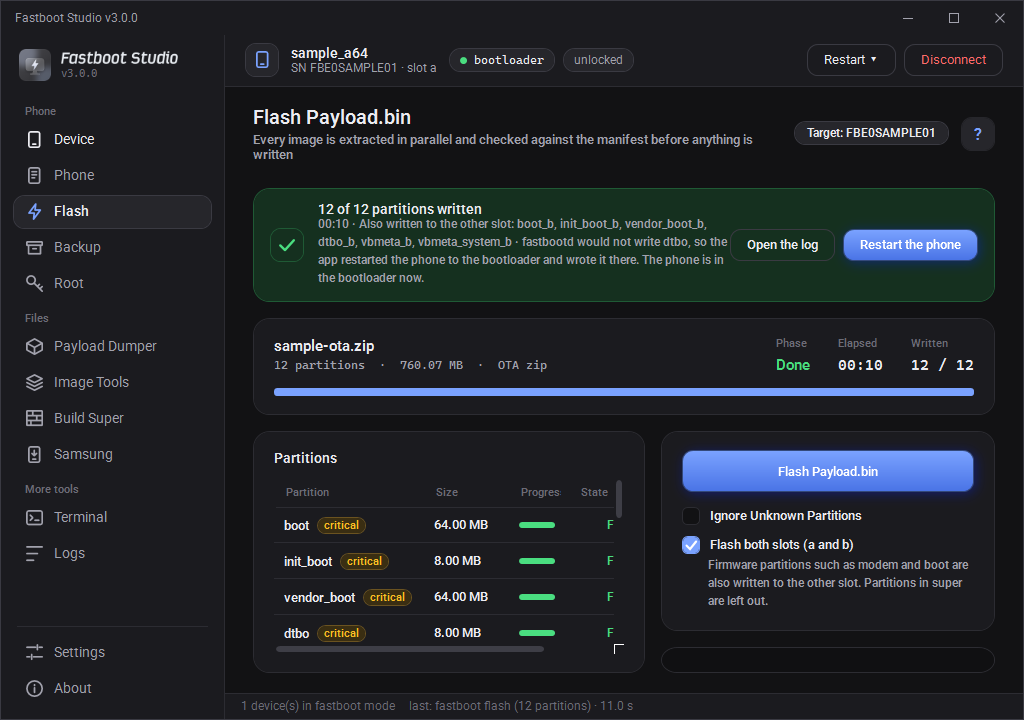 Fastboot Studio v3.0.0
Fastboot Studio
v3.0.0
Phone
Device
Phone
Flash
Backup
Root
Files
Payload Dumper
Image Tools
Build Super
Samsung
More tools
Terminal
Logs
Settings
About
sample_a64
SN FBE0SAMPLE01 · slot a
bootloader
unlocked
Restart ▾
Disconnect
Flash Payload.bin
Every image is extracted in parallel and checked against the manifest before anything is
written
Target: FBE0SAMPLE01
?
12 of 12 partitions written
00:10 · Also written to the other slot: boot_b, init_boot_b, vendor_boot_b,
dtbo_b, vbmeta_b, vbmeta_system_b · fastbootd would not write dtbo, so the
app restarted the phone to the bootloader and wrote it there. The phone is in
the bootloader now.
Open the log
Restart the phone
sample-ota.zip
12 partitions · 760.07 MB · OTA zip
Phase Elapsed Written
Done 00:10 12 / 12
Partitions
Partition Size Progres State
boot critical 64.00 MB F
init_boot critical 8.00 MB F
vendor_boot critical 64.00 MB F
dtbo critical 8.00 MB F
Flash Payload.bin
Ignore Unknown Partitions
Flash both slots (a and b)
Firmware partitions such as modem and boot are
also written to the other slot. Partitions in super
are left out.
1 device(s) in fastboot mode last: fastboot flash (12 partitions) · 11.0 s